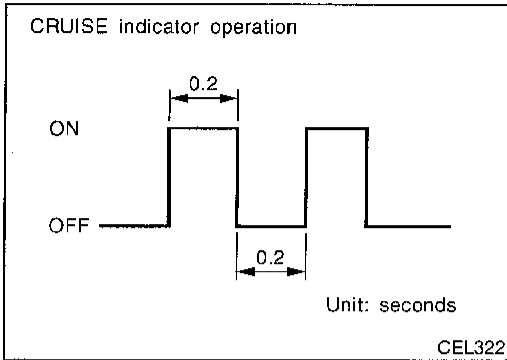 CRUISE indicator operation
0.2
ON
OFF
0.2
Unit: seconds
CEL322